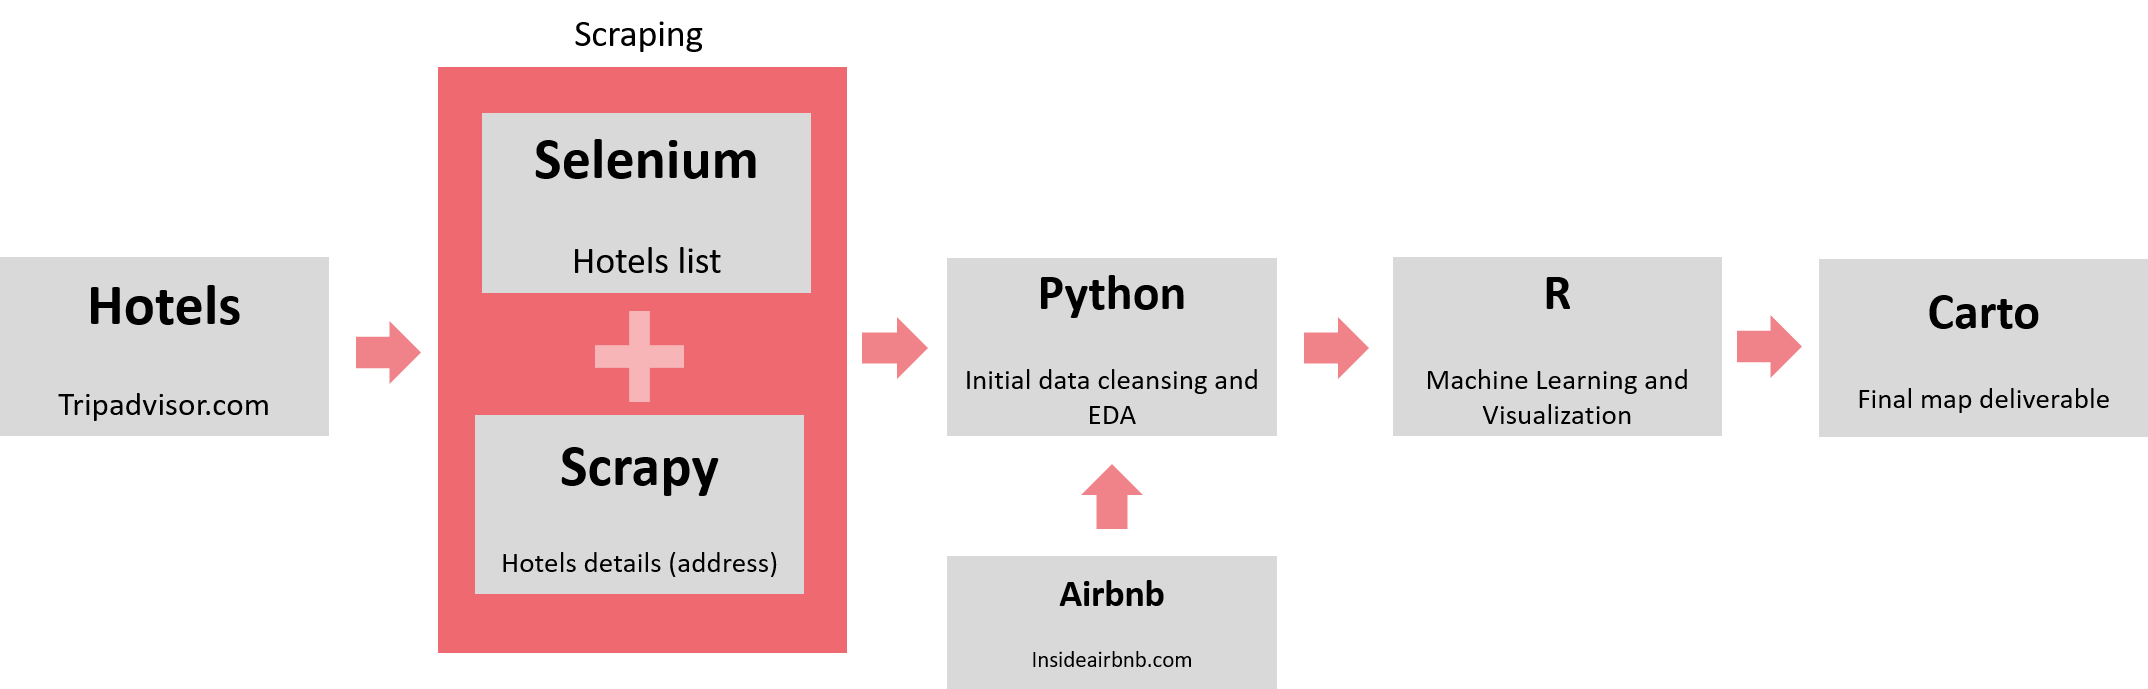 Scraping
Hotels
Tripadvisor.com
Selenium
Hotels list
Scrapy
Hotels details (address)
Python
Initial data cleansing and
EDA
Airbnb
Insideairbnb.com
R
Machine Learning and
Visualization
Carto
Final map deliverable